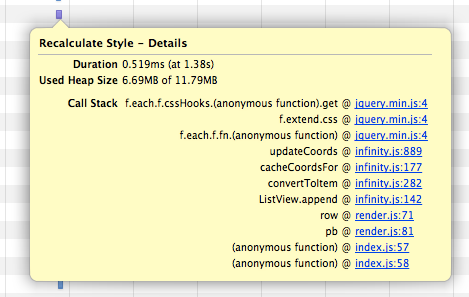 Recalculate Style – Details
Duration 0.519ms (at 1.38s)
Used Heap Size 6.69MB of 11.79MB
Call Stack f.each.f.cssHooks.(anonymous function).get @ jquery.min.js:4
f.extend.css @ jquery.min.js:4
f.each.f.fn.(anonymous function) @ jquery.min.js:4
updateCoords @ infinity.js:889
cacheCoordsFor @ infinity.js:177
convertToItem @ infinity.js:282
ListView.append @ infinity.js:142
row @ render.js:71
pb @ render.js:81
(anonymous function) @ index.js:57
(anonymous function) @ index.js:58